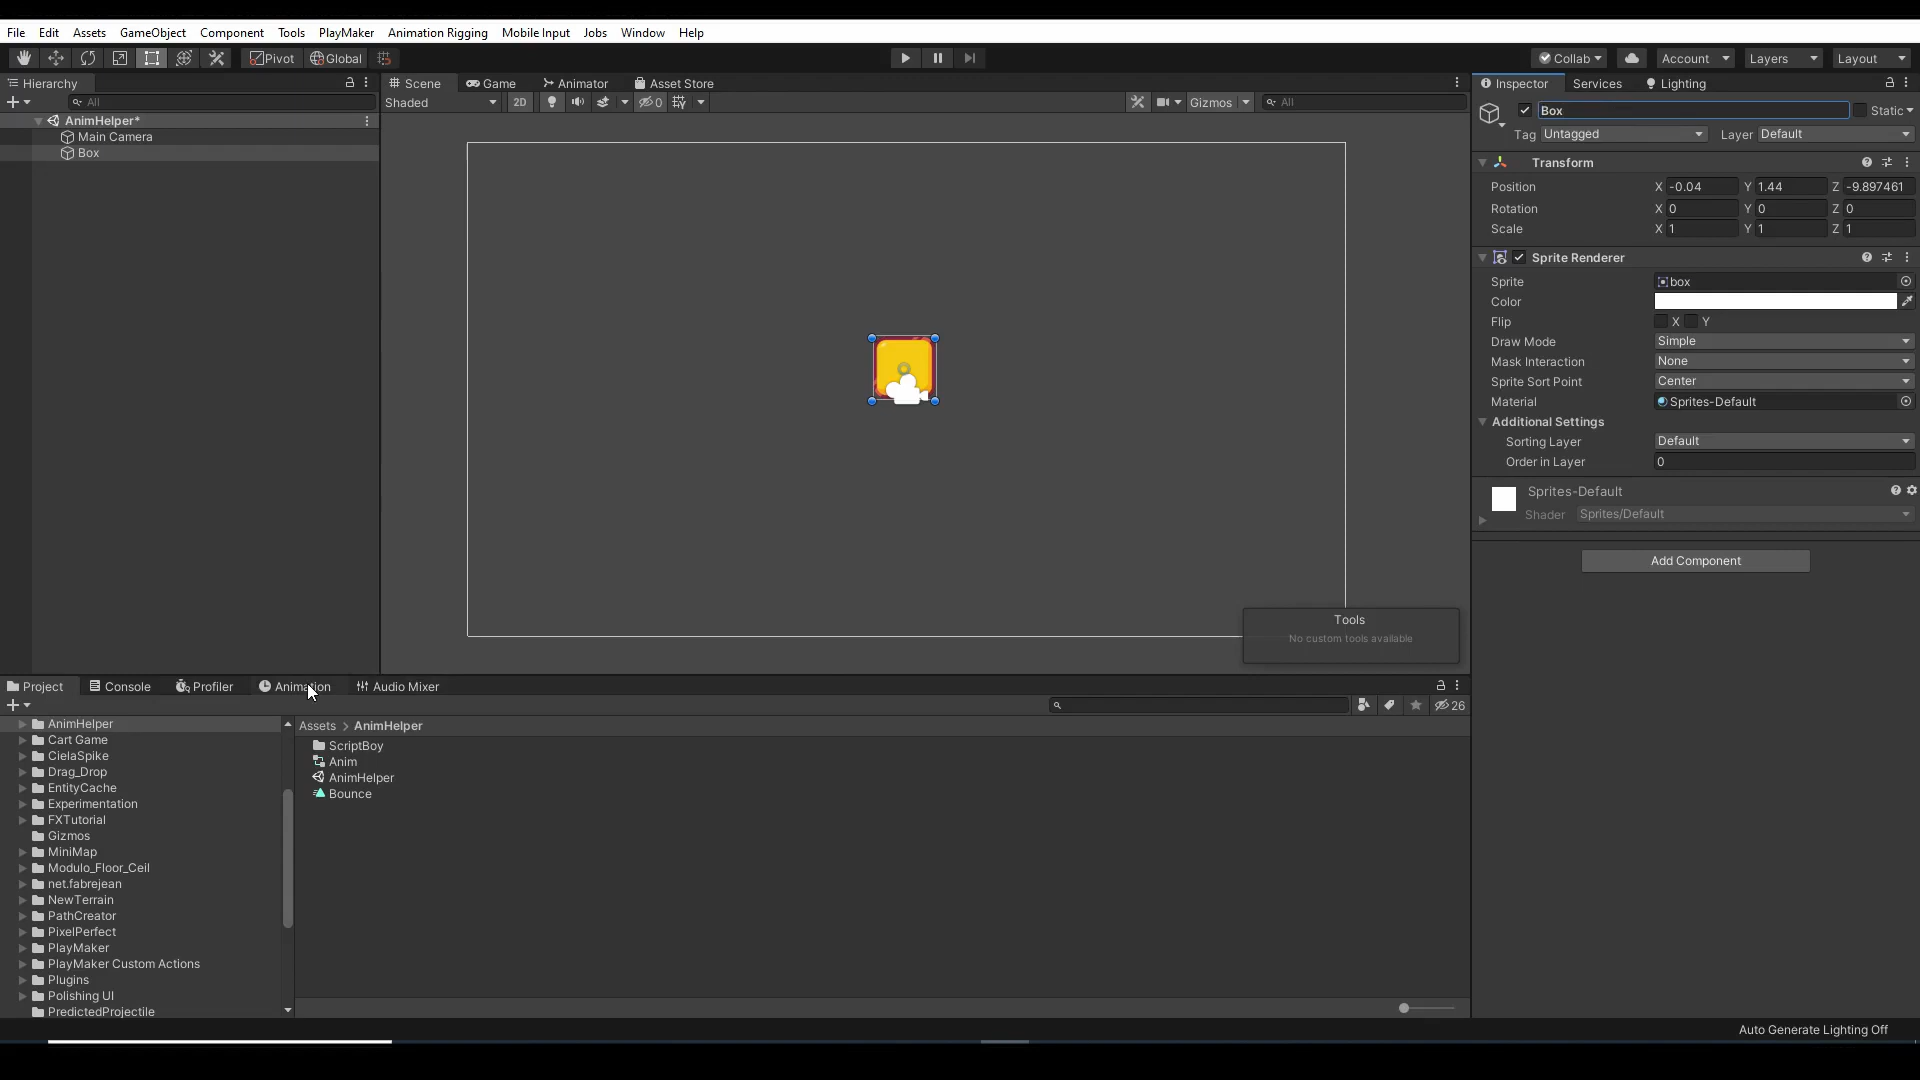 File Edit Assets GameObject Component Tools PlayMaker Animation Rigging Mobile Input Jobs Window Help
Pivot Global Collab Account Layers Layout
Hierarchy
All
AnimHelper*
Main Camera
Box
Scene Game Animator Asset Store
Shaded 2D 0 Gizmos All
Tools
No custom tools available
Inspector Services Lighting
Box Static
Tag Untagged Layer Default
Transform
Position X -0.04 Y 1.44 Z -9.897461
Rotation X 0 Y 0 Z 0
Scale X 1 Y 1 Z 1
Sprite Renderer
Sprite box
Color
Flip X Y
Draw Mode Simple
Mask Interaction None
Sprite Sort Point Center
Material Sprites-Default
Additional Settings
Sorting Layer Default
Order in Layer 0
Sprites-Default
Shader Sprites/Default
Add Component
Project Console Profiler Animation Audio Mixer
26
AnimHelper
Cart Game
CielaSpike
Drag_Drop
EntityCache
Experimentation
FXTutorial
Gizmos
MiniMap
Modulo_Floor_Ceil
net.fabrejean
NewTerrain
PathCreator
PixelPerfect
PlayMaker
PlayMaker Custom Actions
Plugins
Polishing UI
PredictedProjectile
Assets > AnimHelper
ScriptBoy
Anim
AnimHelper
Bounce
Auto Generate Lighting Off